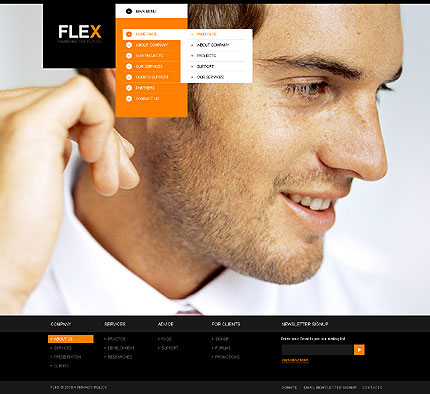 FLEX
MAIN MENU
HOME PAGE
ABOUT COMPANY
OUR PROJECTS
OUR SERVICES
CLIENTS SUPPORT
PARTNERS
CONTACT US
MAIN PAGE
ABOUT COMPANY
PROJECTS
SUPPORT
OUR SERVICES
COMPANY
ABOUT US
SERVICES
PRESENTATION
CLIENTS
SERVICES
PRACTICE
DEVELOPMENT
RESEARCHES
ADVICE
FAQS
SUPPORT
FOR CLIENTS
SIGNUP
FORUMS
PROMOTIONS
NEWSLETTER SIGNUP
Enter your Email to join our mailing list
FLEX © 2010 • PRIVACY POLICY
DONATE EMAIL NEWSLETTER SIGNUP CONTACTS